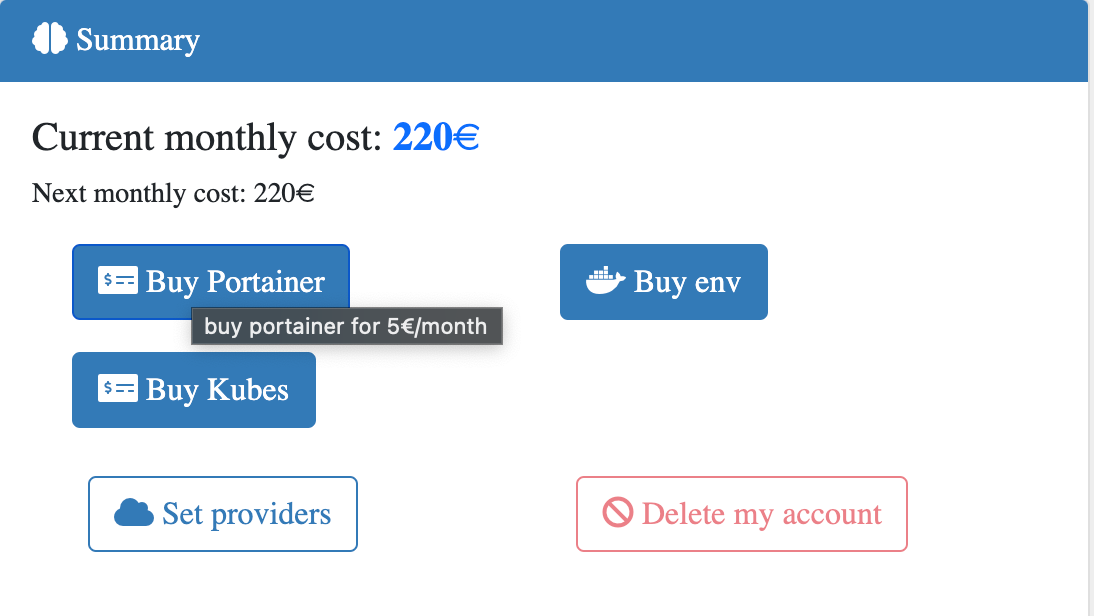 Summary
Current monthly cost: 220€
Next monthly cost: 220€
Buy Portainer
Buy env
buy portainer for 5€/month
Buy Kubes
Set providers
Delete my account